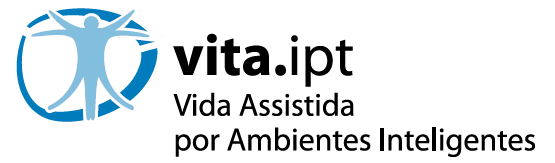 vita.ipt
Vida Assistida
por Ambientes Inteligentes